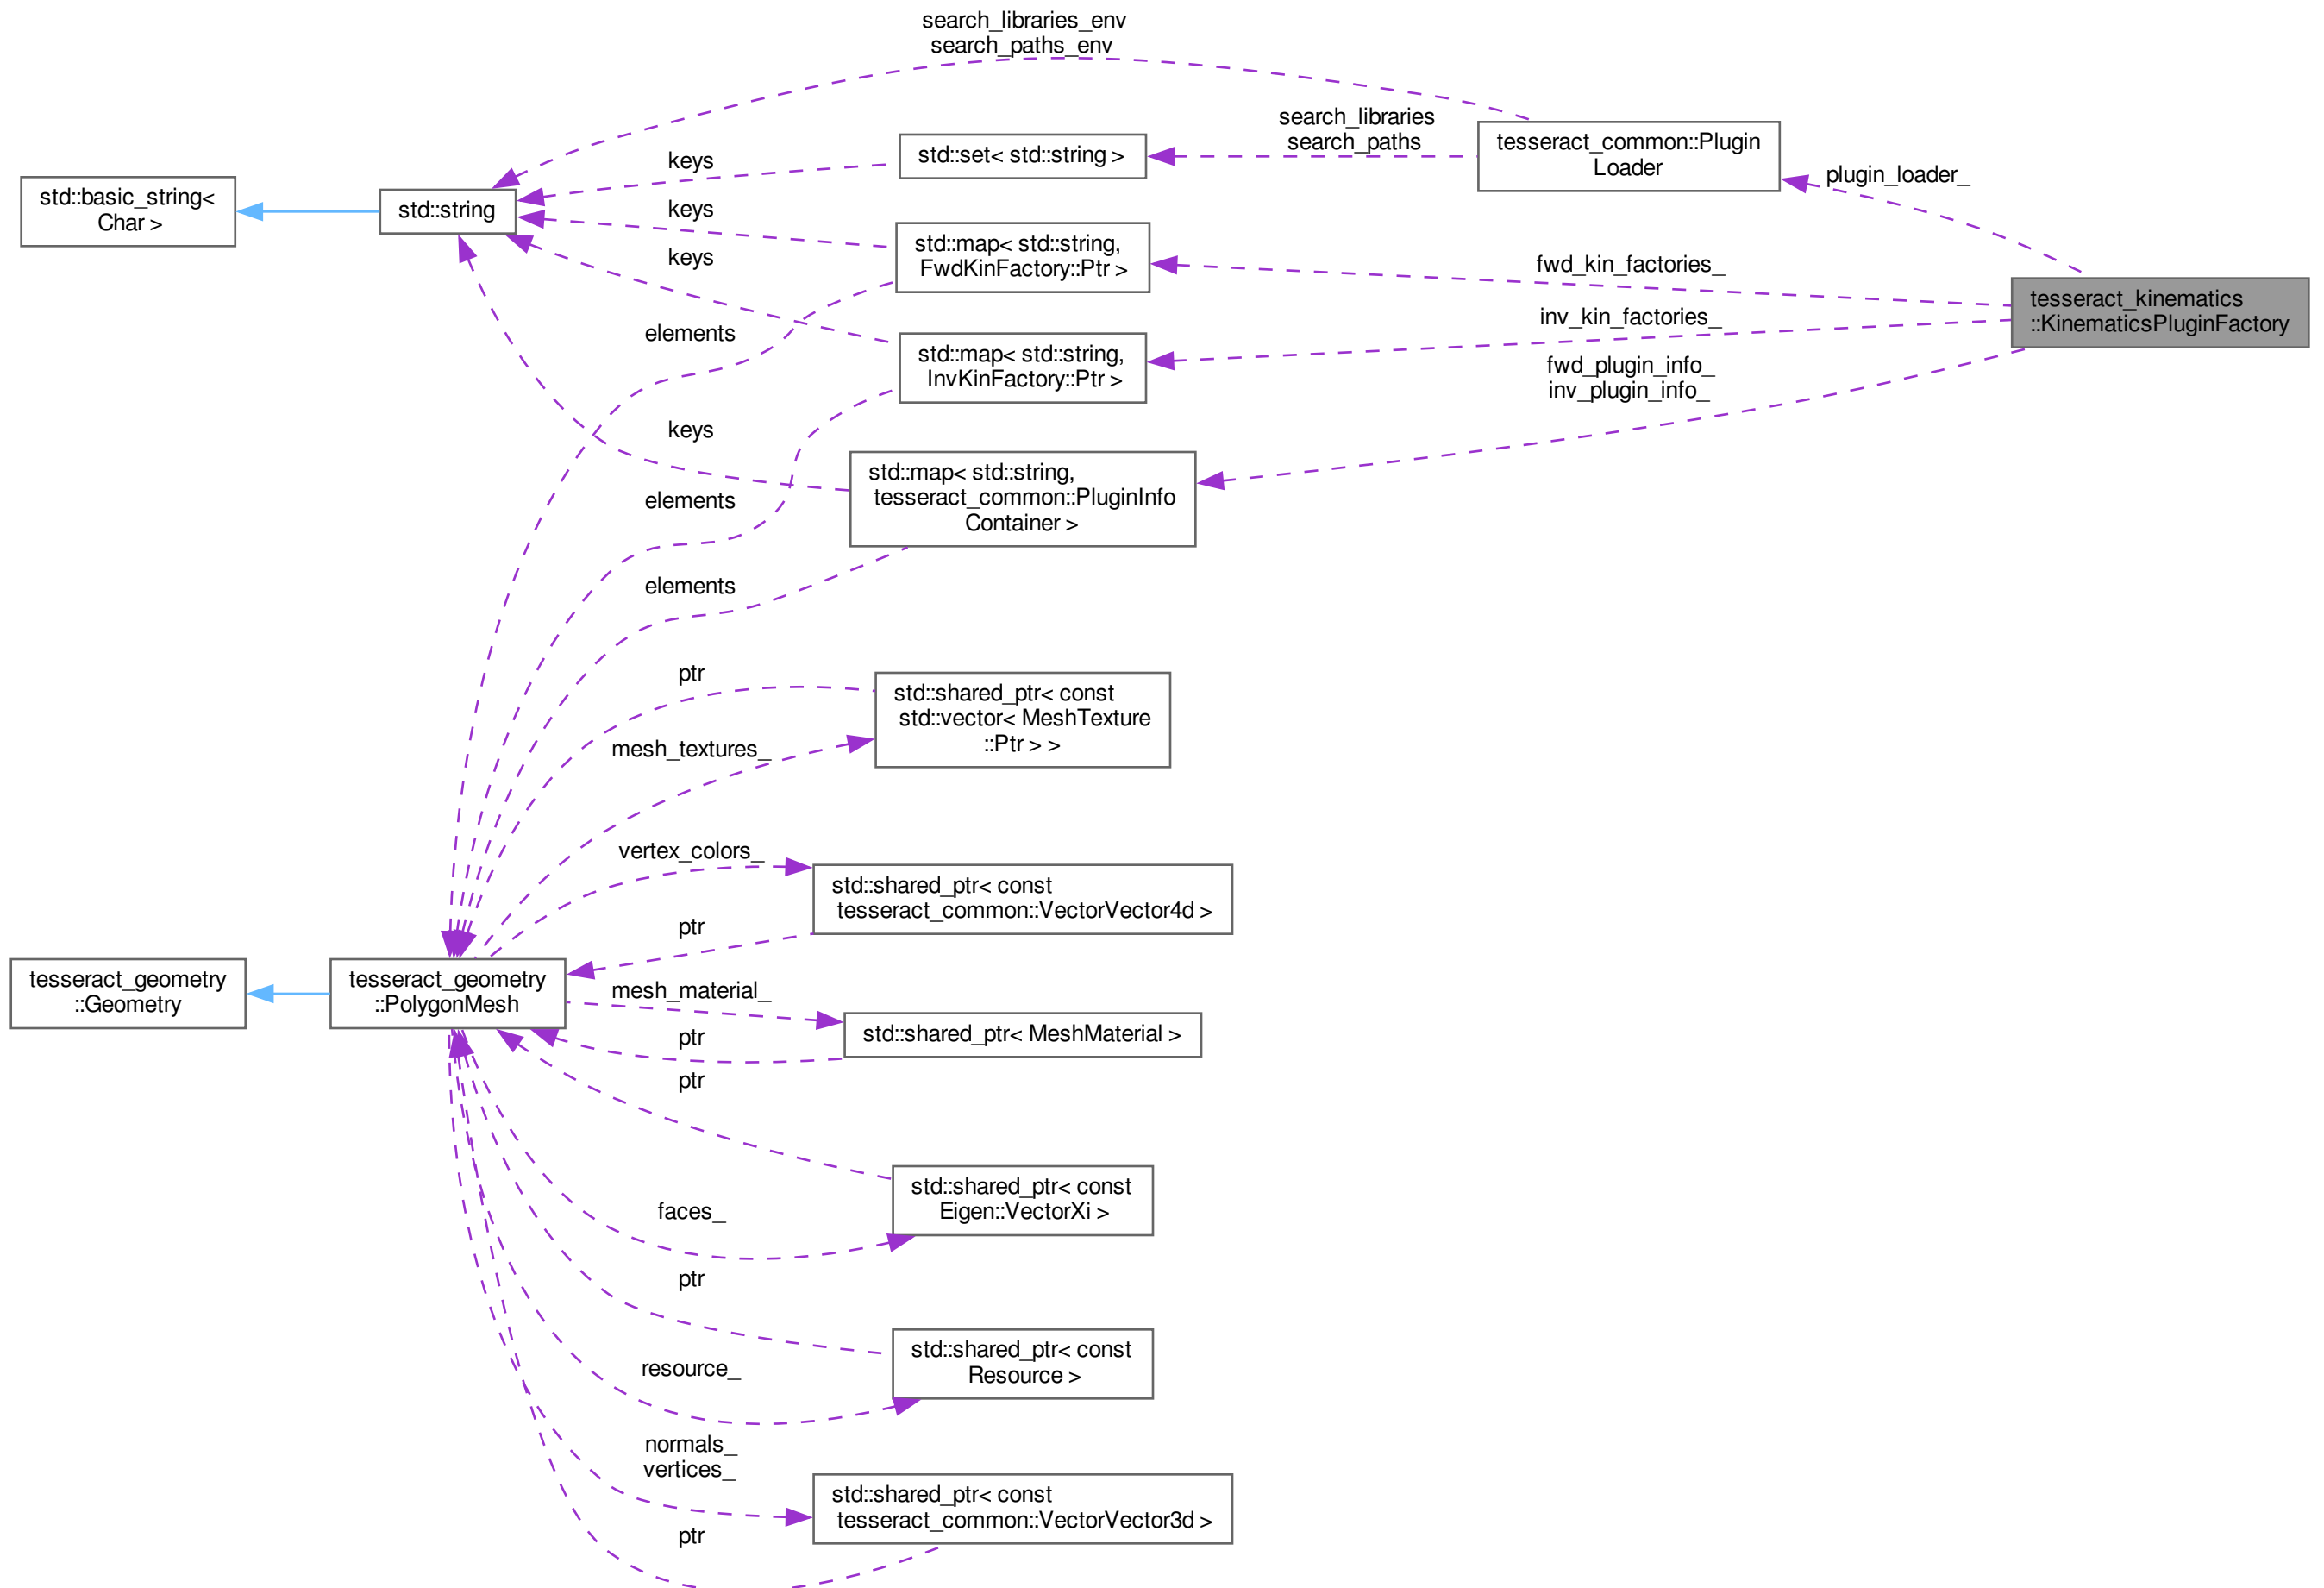 search_libraries_env
search_paths_env
search_libraries
search_paths
tesseract_common::Plugin
Loader
std::set< std::string >
keys
plugin_loader_
std::basic_string<
Char >
std::string
keys
std::map< std::string,
FwdKinFactory::Ptr >
keys
fwd_kin_factories_
tesseract_kinematics
::KinematicsPluginFactory
inv_kin_factories_
elements
std::map< std::string,
InvKinFactory::Ptr >
fwd_plugin_info_
inv_plugin_info_
keys
std::map< std::string,
tesseract_common::PluginInfo
Container >
elements
elements
ptr
std::shared_ptr< const
std::vector< MeshTexture
::Ptr > >
mesh_textures_
vertex_colors_
std::shared_ptr< const
tesseract_common::VectorVector4d >
ptr
tesseract_geometry
::Geometry
tesseract_geometry
::PolygonMesh
mesh_material_
std::shared_ptr< MeshMaterial >
ptr
ptr
std::shared_ptr< const
Eigen::VectorXi >
faces_
ptr
std::shared_ptr< const
Resource >
resource_
normals_
vertices_
std::shared_ptr< const
tesseract_common::VectorVector3d >
ptr